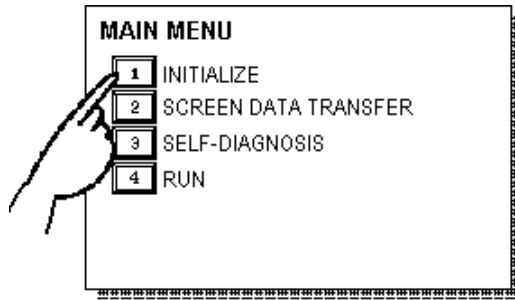 MAIN MENU
1 INITIALIZE
2 SCREEN DATA TRANSFER
3 SELF-DIAGNOSIS
4 RUN